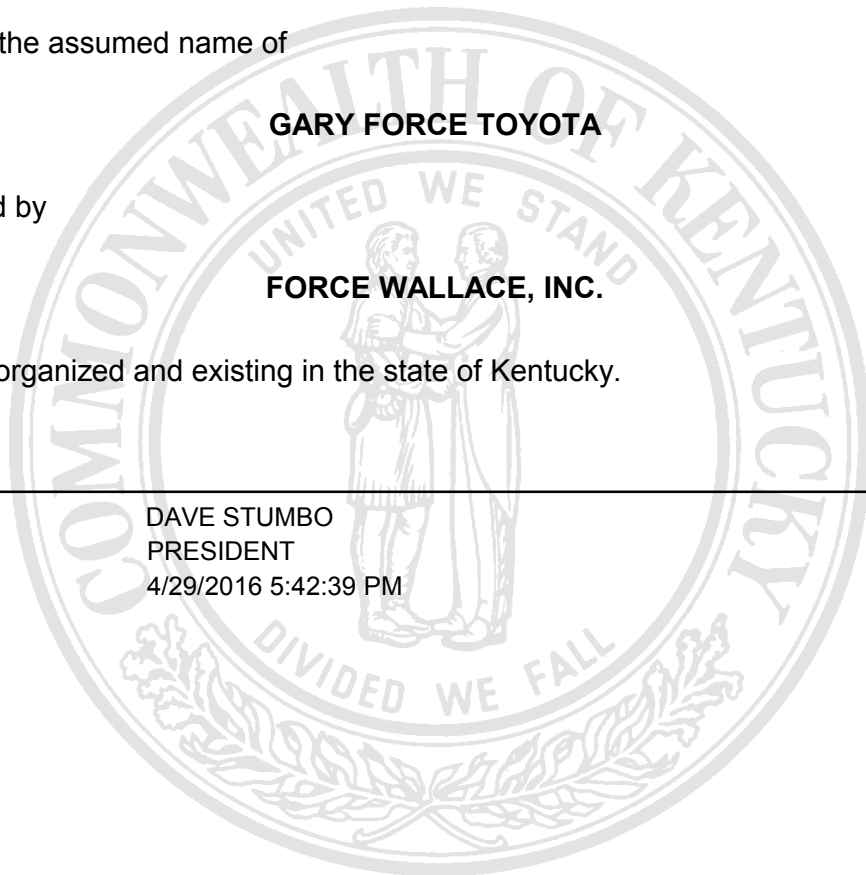 the assumed name of
GARY FORCE TOYOTA
d by
FORCE WALLACE, INC.
organized and existing in the state of Kentucky.
DAVE STUMBO
PRESIDENT
4/29/2016 5:42:39 PM
COMMONWEALTH OF KENTUCKY
UNITED WE STAND
DIVIDED WE FALL